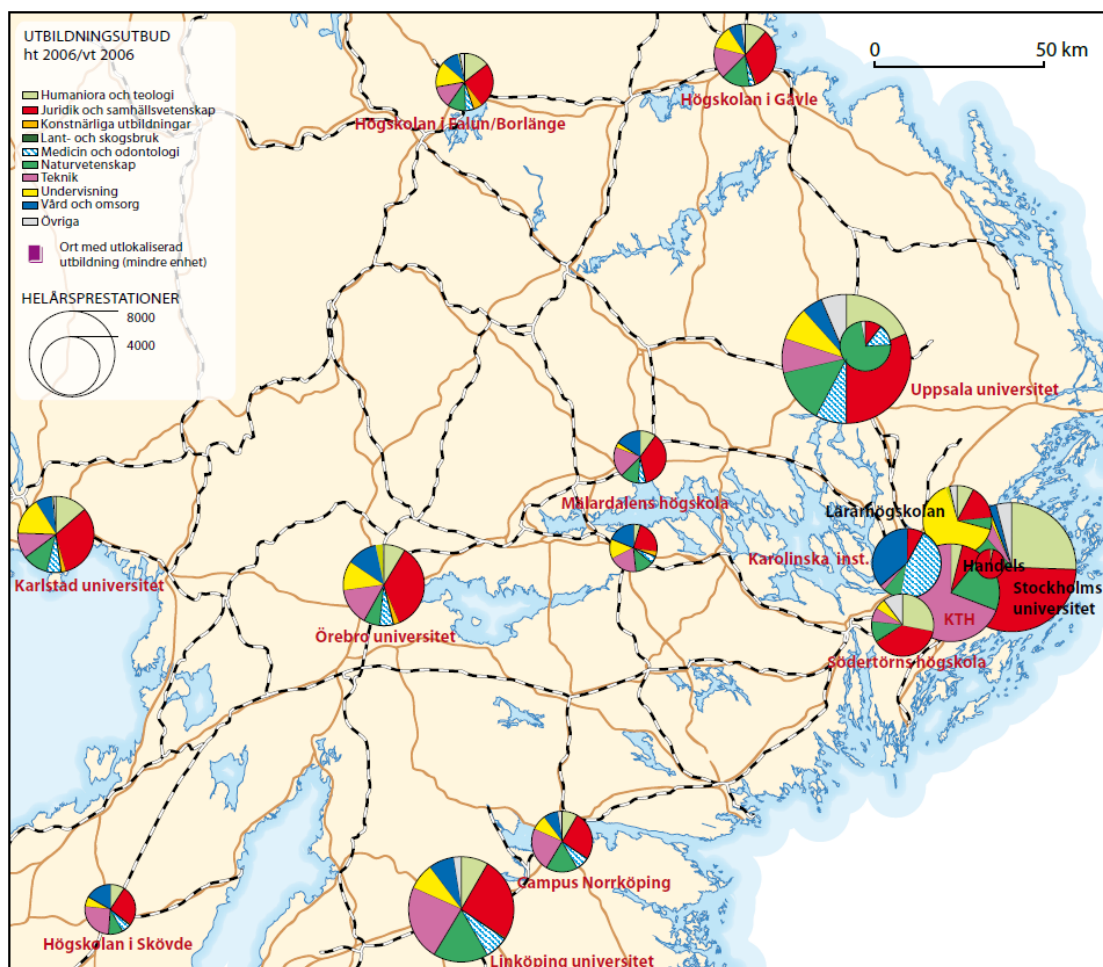 UTBILDNINGSUTBUD
ht 2006/vt 2006
Humaniora och teologi
Juridik och samhällsvetenskap
Konstnärliga utbildningar
Lant- och skogsbruk
Medicin och odontologi
Naturvetenskap
Teknik
Undervisning
Vård och omsorg
Övriga
Ort med utlokaliserad
utbildning (mindre enhet)
HELÅRSPRESTATIONER
8000
4000
0 50 km
Högskolan i Gävle
Högskolan i Falun/Borlänge
Uppsala universitet
Mälardalens högskola
Lärarhögskolan
Karolinska inst.
Handels
Stockholms
universitet
KTH
Södertörns högskola
Karlstad universitet
Örebro universitet
Campus Norrköping
Högskolan i Skövde
Linköping universitet